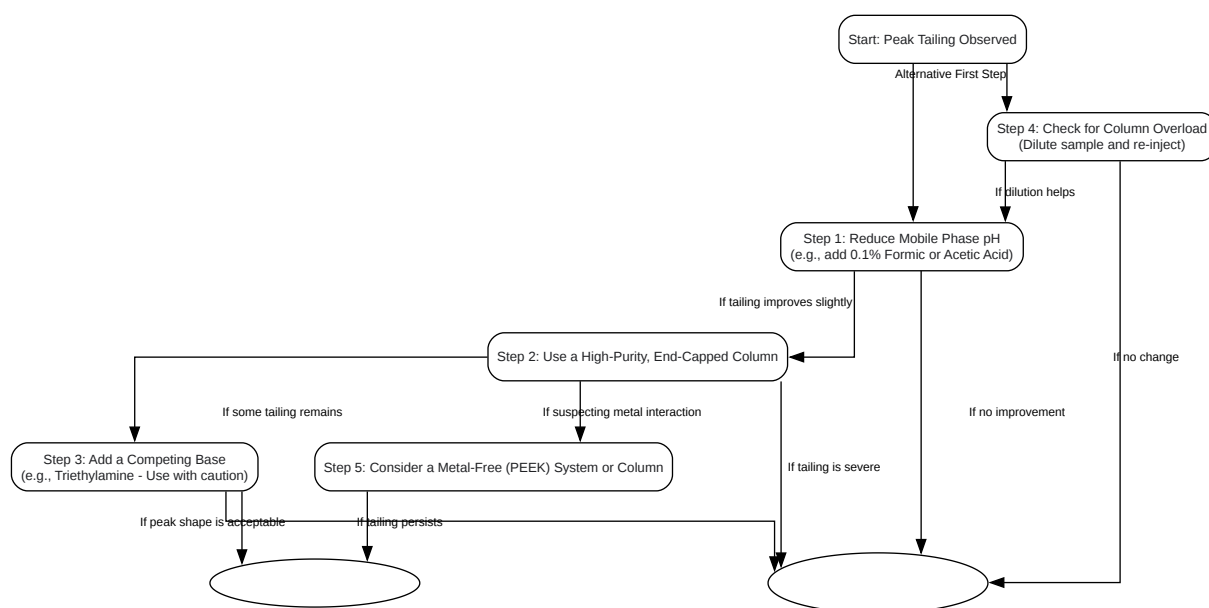 Start: Peak Tailing Observed
Alternative First Step
Step 4: Check for Column Overload
(Dilute sample and re-inject)
If dilution helps
Step 1: Reduce Mobile Phase pH
(e.g., add 0.1% Formic or Acetic Acid)
If tailing improves slightly
Step 2: Use a High-Purity, End-Capped Column
If no change
If some tailing remains
If suspecting metal interaction
If no improvement
Step 3: Add a Competing Base
(e.g., Triethylamine - Use with caution)
Step 5: Consider a Metal-Free (PEEK) System or Column
If tailing is severe
If peak shape is acceptable
If tailing persists